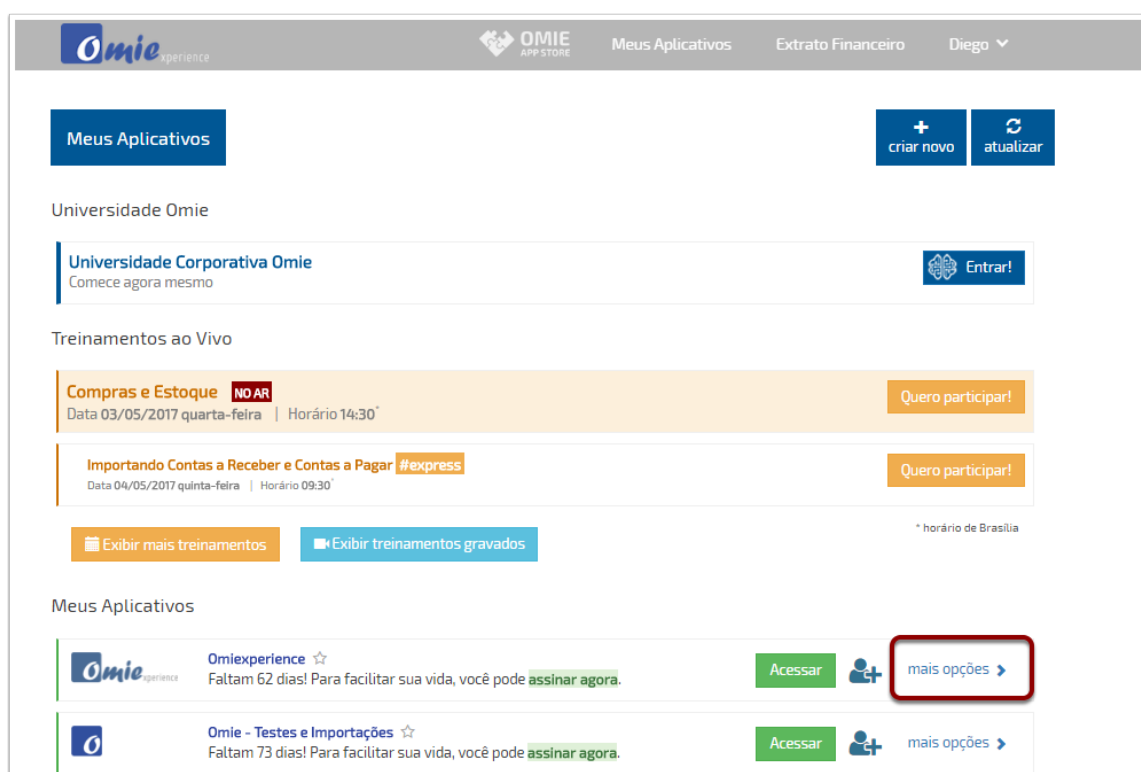 Omiexperience
OMIE
APP STORE
Meus Aplicativos
Extrato Financeiro
Diego
Meus Aplicativos
criar novo
atualizar
Universidade Omie
Universidade Corporativa Omie
Comece agora mesmo
Entrar!
Treinamentos ao Vivo
Compras e Estoque NO AR
Data 03/05/2017 quarta-feira | Horário 14:30*
Quero participar!
Importando Contas a Receber e Contas a Pagar #express
Data 04/05/2017 quinta-feira | Horário 09:30*
Quero participar!
* horário de Brasília
Exibir mais treinamentos
Exibir treinamentos gravados
Meus Aplicativos
Omiexperience
Omiexperience
Faltam 62 dias! Para facilitar sua vida, você pode assinar agora.
Acessar
mais opções
O
Omie - Testes e Importações
Faltam 73 dias! Para facilitar sua vida, você pode assinar agora.
Acessar
mais opções